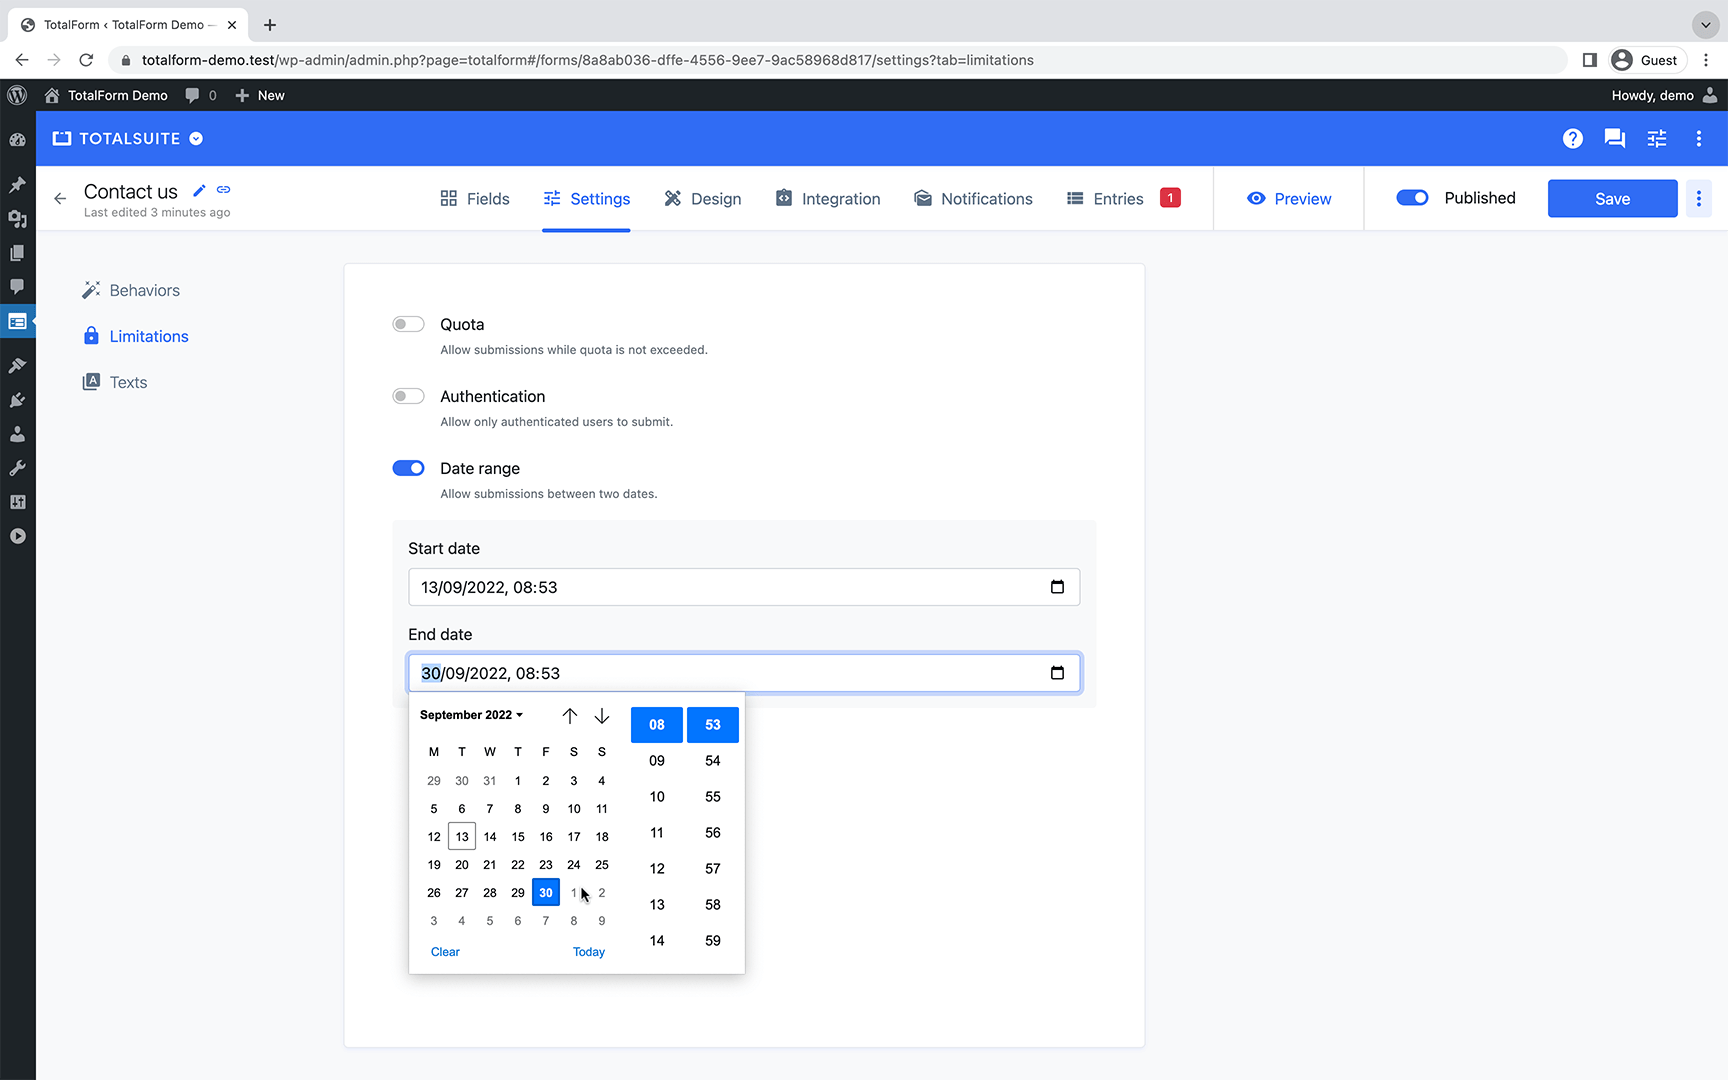 TotalForm ‹ TotalForm Demo —
totalform-demo.test/wp-admin/admin.php?page=totalform#/forms/8a8ab036-dffe-4556-9ee7-9ac58968d817/settings?tab=limitations
Guest
TotalForm Demo 0 New
Howdy, demo
TOTALSUITE
Contact us
Last edited 3 minutes ago
Fields Settings Design Integration Notifications Entries 1 Preview Published Save
Behaviors
Limitations
Texts
Quota
Allow submissions while quota is not exceeded.
Authentication
Allow only authenticated users to submit.
Date range
Allow submissions between two dates.
Start date
13/09/2022, 08:53
End date
30/09/2022, 08:53
September 2022
M T W T F S S
29 30 31 1 2 3 4
5 6 7 8 9 10 11
12 13 14 15 16 17 18
19 20 21 22 23 24 25
26 27 28 29 30 1 2
3 4 5 6 7 8 9
Clear Today
08 53
09 54
10 55
11 56
12 57
13 58
14 59